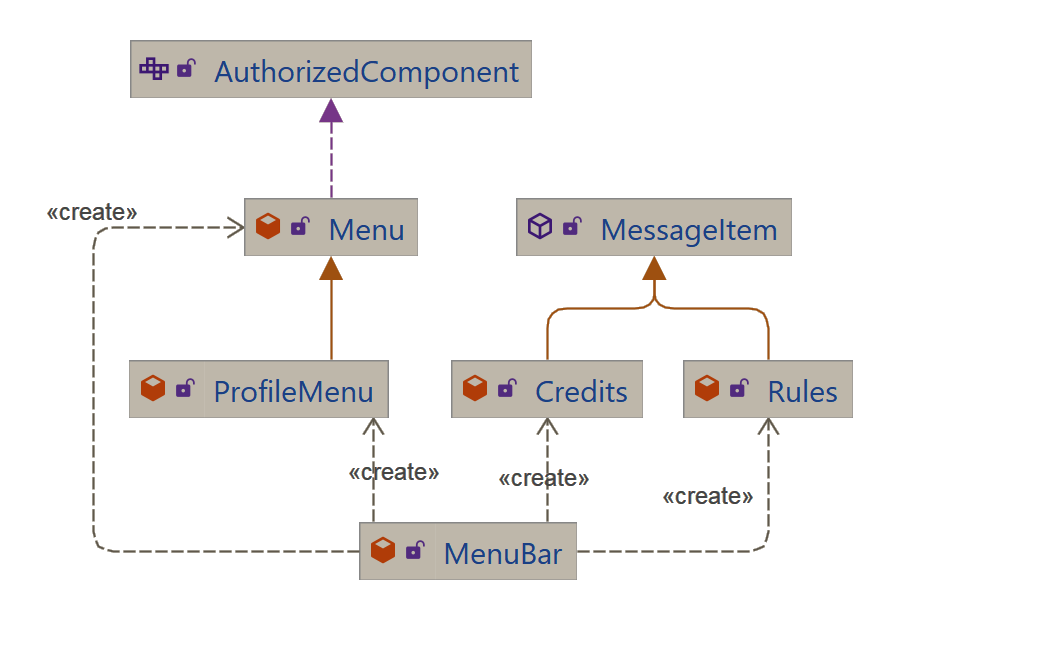 AuthorizedComponent
«create»
Menu
MessageItem
ProfileMenu
Credits
Rules
«create»
«create»
«create»
MenuBar